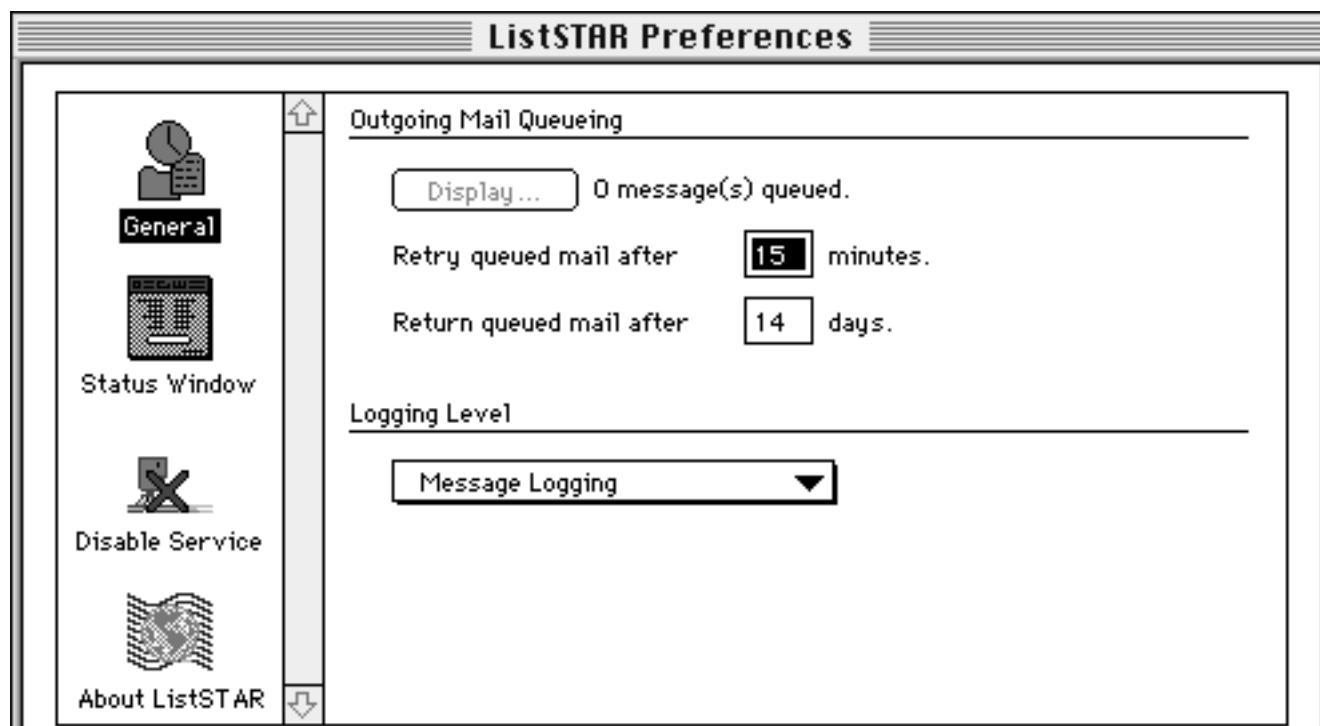 ListSTAR Preferences
General
Status Window
Disable Service
About ListSTAR
Outgoing Mail Queueing
Display... 0 message(s) queued.
Retry queued mail after 15 minutes.
Return queued mail after 14 days.
Logging Level
Message Logging